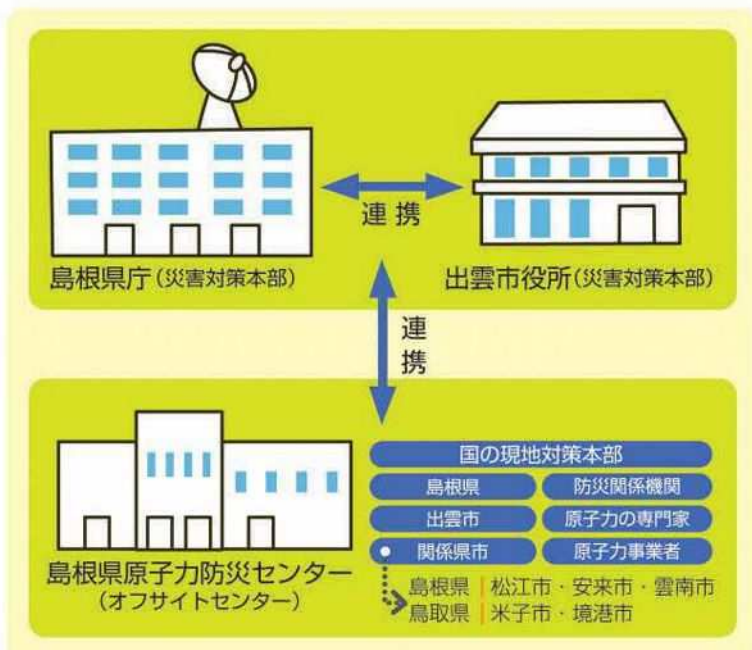 連携
島根県庁(災害対策本部)
出雲市役所(災害対策本部)
連携
島根県原子力防災センター
(オフサイトセンター)
国の現地対策本部
島根県
防災関係機関
出雲市
原子力の専門家
関係県市
原子力事業者
島根県|松江市・安来市・雲南市
鳥取県|米子市・境港市